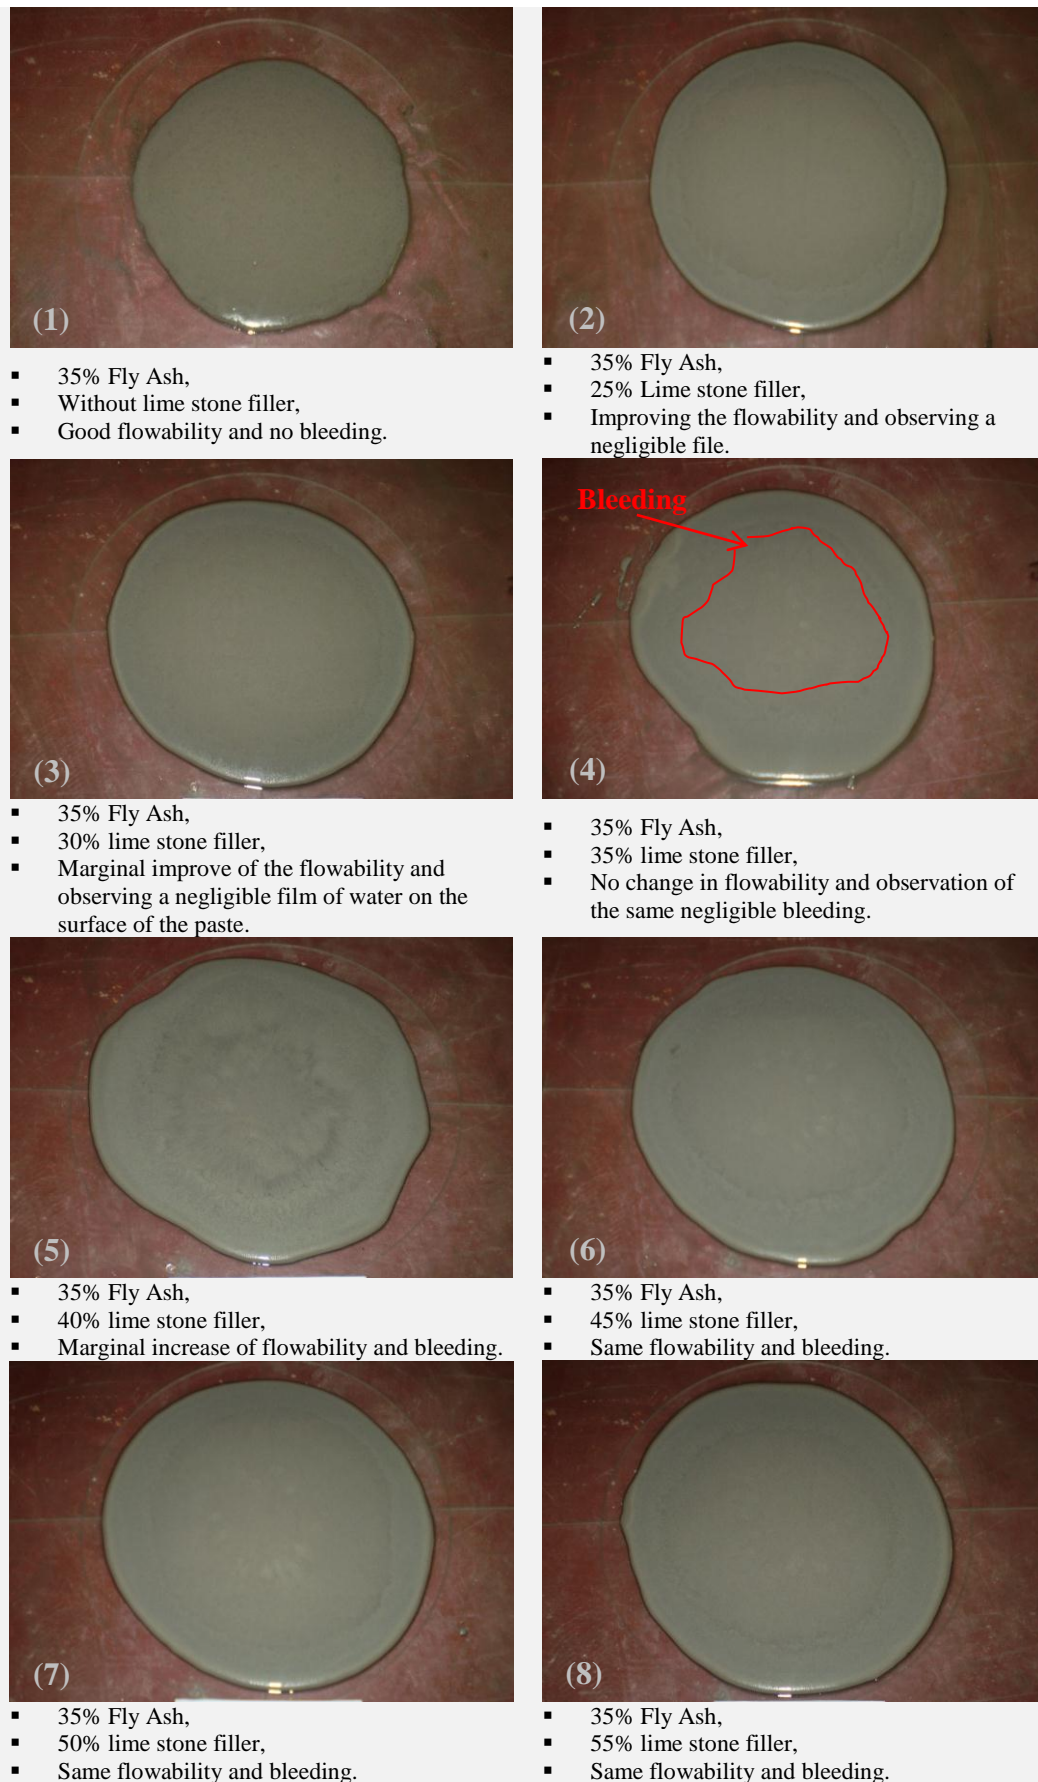 (1)
▪ 35% Fly Ash,
▪ Without lime stone filler,
▪ Good flowability and no bleeding.
(2)
▪ 35% Fly Ash,
▪ 25% Lime stone filler,
▪ Improving the flowability and observing a
negligible file.
(3)
▪ 35% Fly Ash,
▪ 30% lime stone filler,
▪ Marginal improve of the flowability and
observing a negligible film of water on the
surface of the paste.
Bleeding
(4)
▪ 35% Fly Ash,
▪ 35% lime stone filler,
▪ No change in flowability and observation of
the same negligible bleeding.
(5)
▪ 35% Fly Ash,
▪ 40% lime stone filler,
▪ Marginal increase of flowability and bleeding.
(6)
▪ 35% Fly Ash,
▪ 45% lime stone filler,
▪ Same flowability and bleeding.
(7)
▪ 35% Fly Ash,
▪ 50% lime stone filler,
▪ Same flowability and bleeding.
(8)
▪ 35% Fly Ash,
▪ 55% lime stone filler,
▪ Same flowability and bleeding.